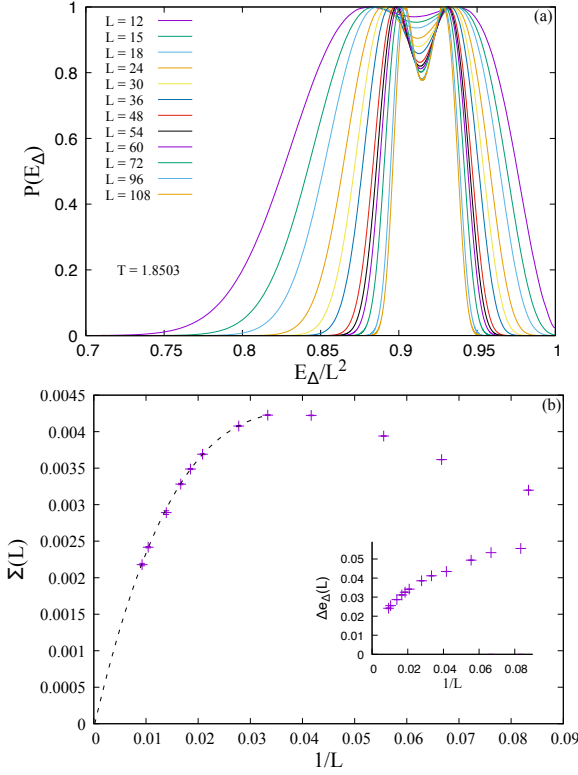 (a)
P(E_Δ)
1
0.8
0.6
0.4
0.2
0
L = 12
L = 15
L = 18
L = 24
L = 30
L = 36
L = 48
L = 54
L = 60
L = 72
L = 96
L = 108
T = 1.8503
0.7 0.75 0.8 0.85 0.9 0.95 1
E_Δ/L²
(b)
Σ(L)
0.0045
0.004
0.0035
0.003
0.0025
0.002
0.0015
0.001
0.0005
0
0 0.01 0.02 0.03 0.04 0.05 0.06 0.07 0.08 0.09
1/L
Δe_Δ(L)
0.05
0.04
0.03
0.02
0.01
0
0 0.02 0.04 0.06 0.08
1/L